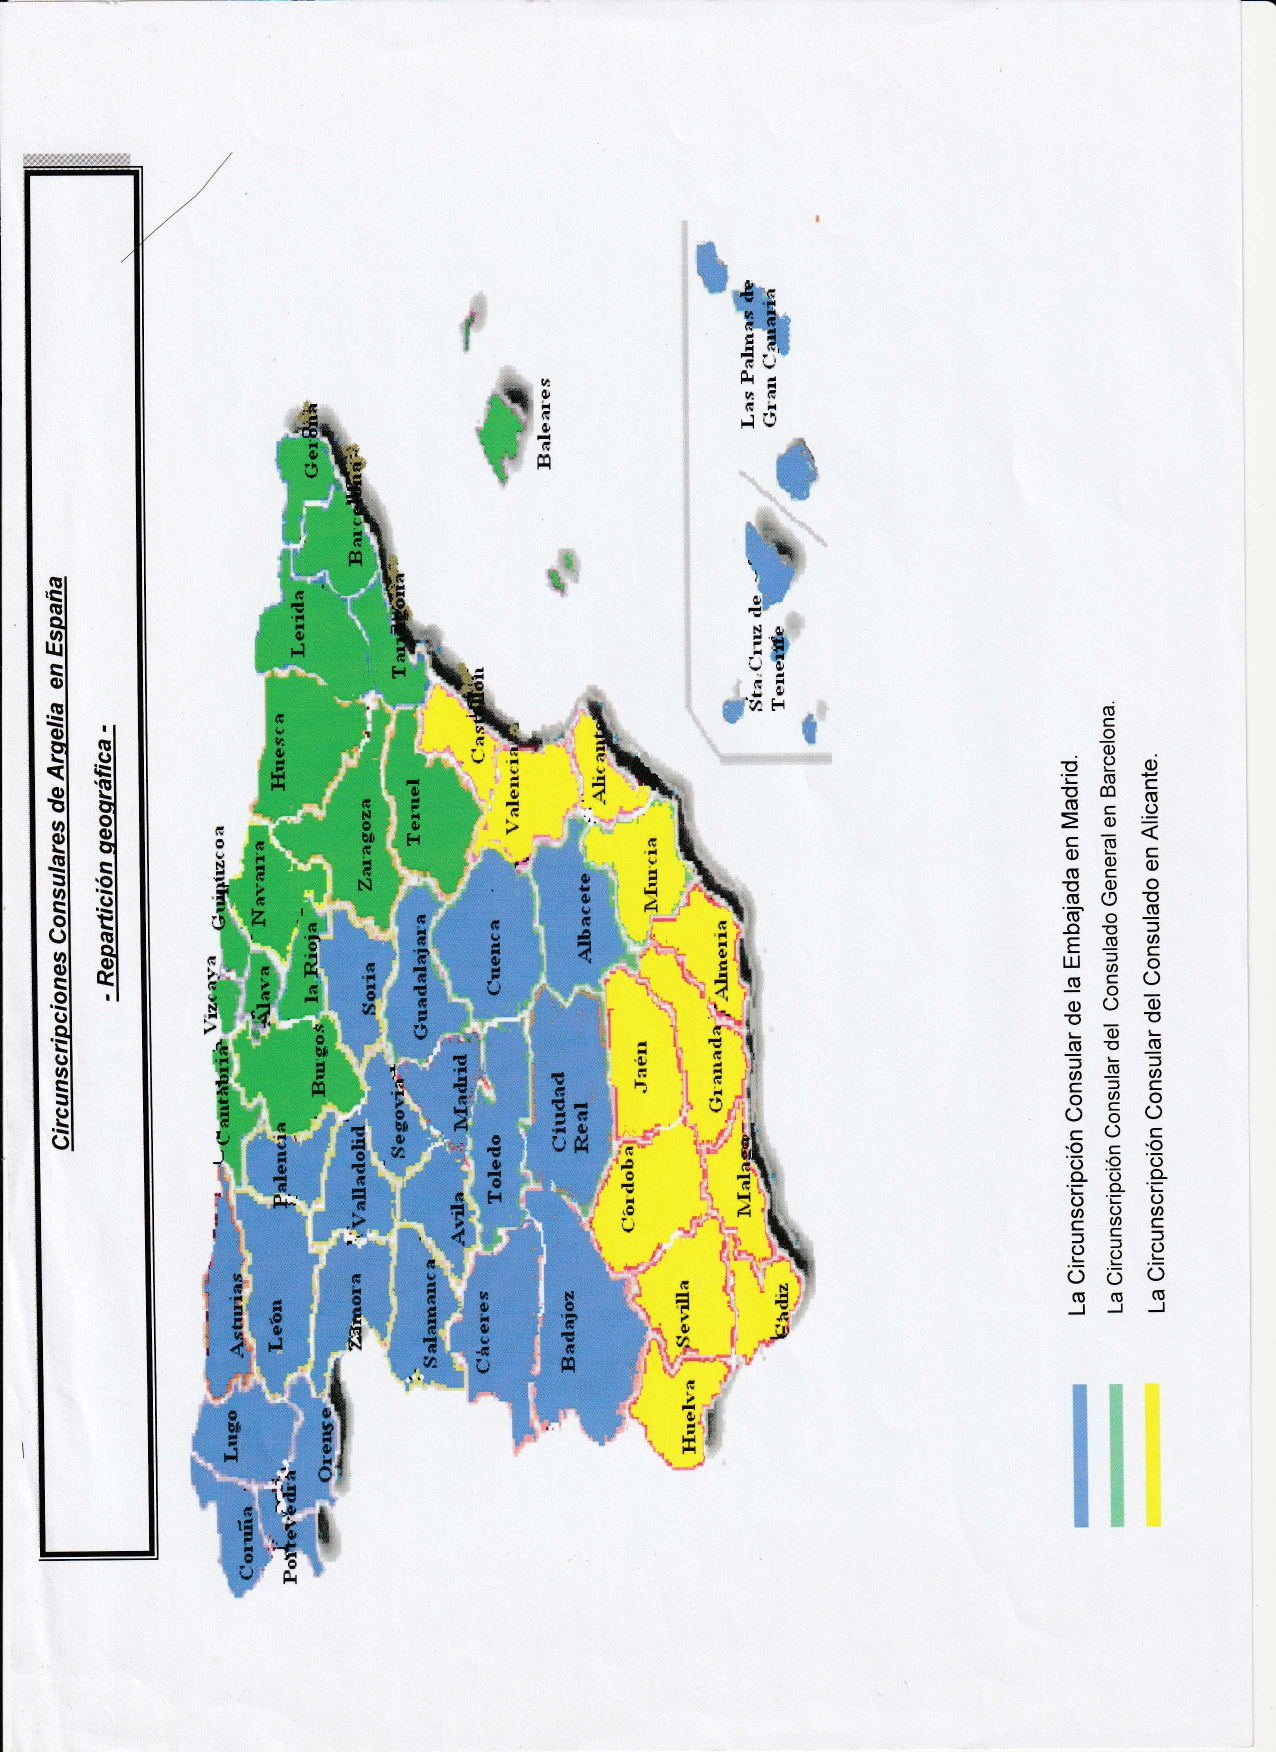 Circunscripciones Consulares de Argelia en España
- Repartición geográfica -
Coruña
Lugo
Portevedra
Orense
Asturias
León
Zamora
Salamanca
Cáceres
Badajoz
Huelva
Sevilla
Cádiz
Cantabria
Palencia
Valladolid
Segovia
Avila
Madrid
Toledo
Ciudad
Real
Córdoba
Malaga
Vizcaya
Guipuzcoa
Alava
Navarra
la Rioja
Burgos
Soria
Guadalajara
Cuenca
Albacete
Jaén
Granada
Almeria
Murcia
Huesca
Zaragoza
Teruel
Lerida
Gerona
Barcelona
Tarragona
Castellón
Valencia
Alicante
Baleares
Sta.Cruz de
Tenerife
Las Palmas de
Gran Canaria
La Circunscripción Consular de la Embajada en Madrid.
La Circunscripción Consular del Consulado General en Barcelona.
La Circunscripción Consular del Consulado en Alicante.